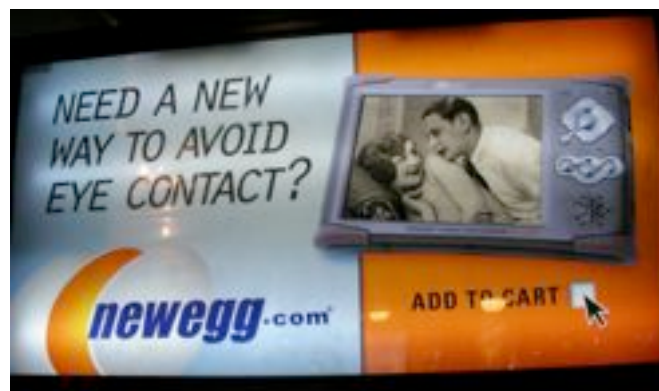 NEED A NEW
WAY TO AVOID
EYE CONTACT?
newegg.com
ADD TO CART